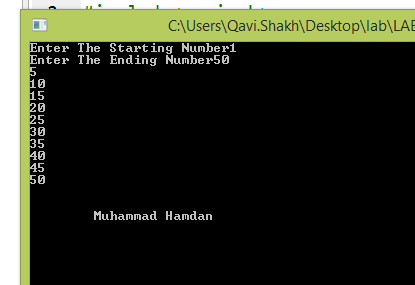 C:\Users\Qavi.Shakh\Desktop\lab\LAB
Enter The Starting Number1
Enter The Ending Number50
5
10
15
20
25
30
35
40
45
50
Muhammad Hamdan